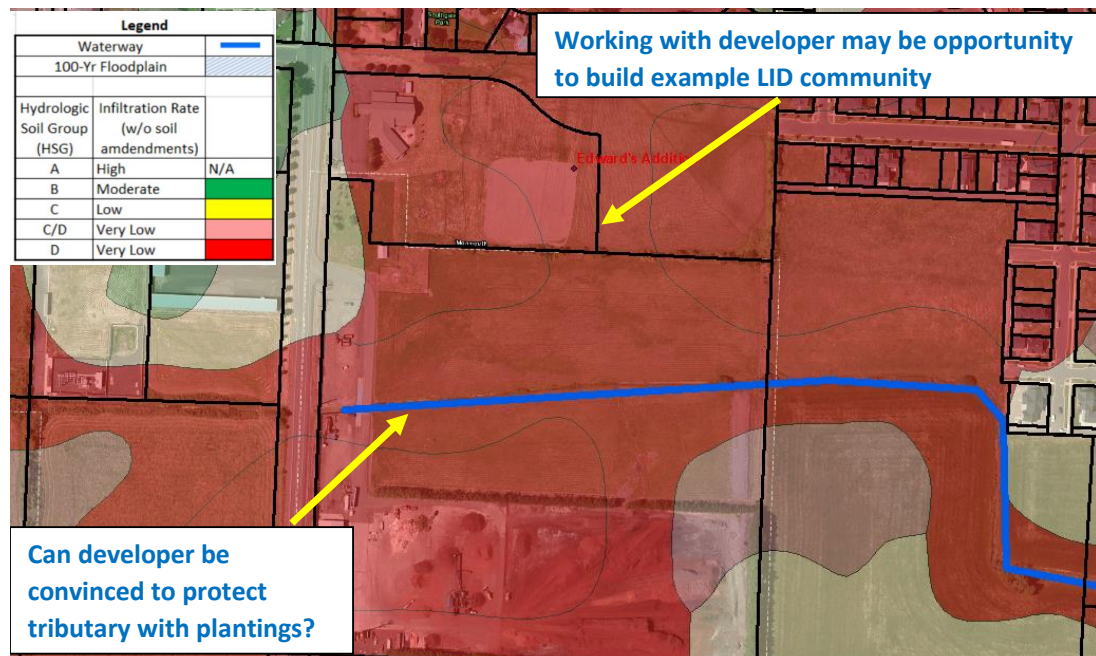 Legend
Waterway
100-Yr Floodplain
Hydrologic Soil Group (HSG)
Infiltration Rate (w/o soil amendments)
A High N/A
B Moderate
C Low
C/D Very Low
D Very Low
Working with developer may be opportunity
to build example LID community
Park
Edward's Additi
Can developer be
convinced to protect
tributary with plantings?